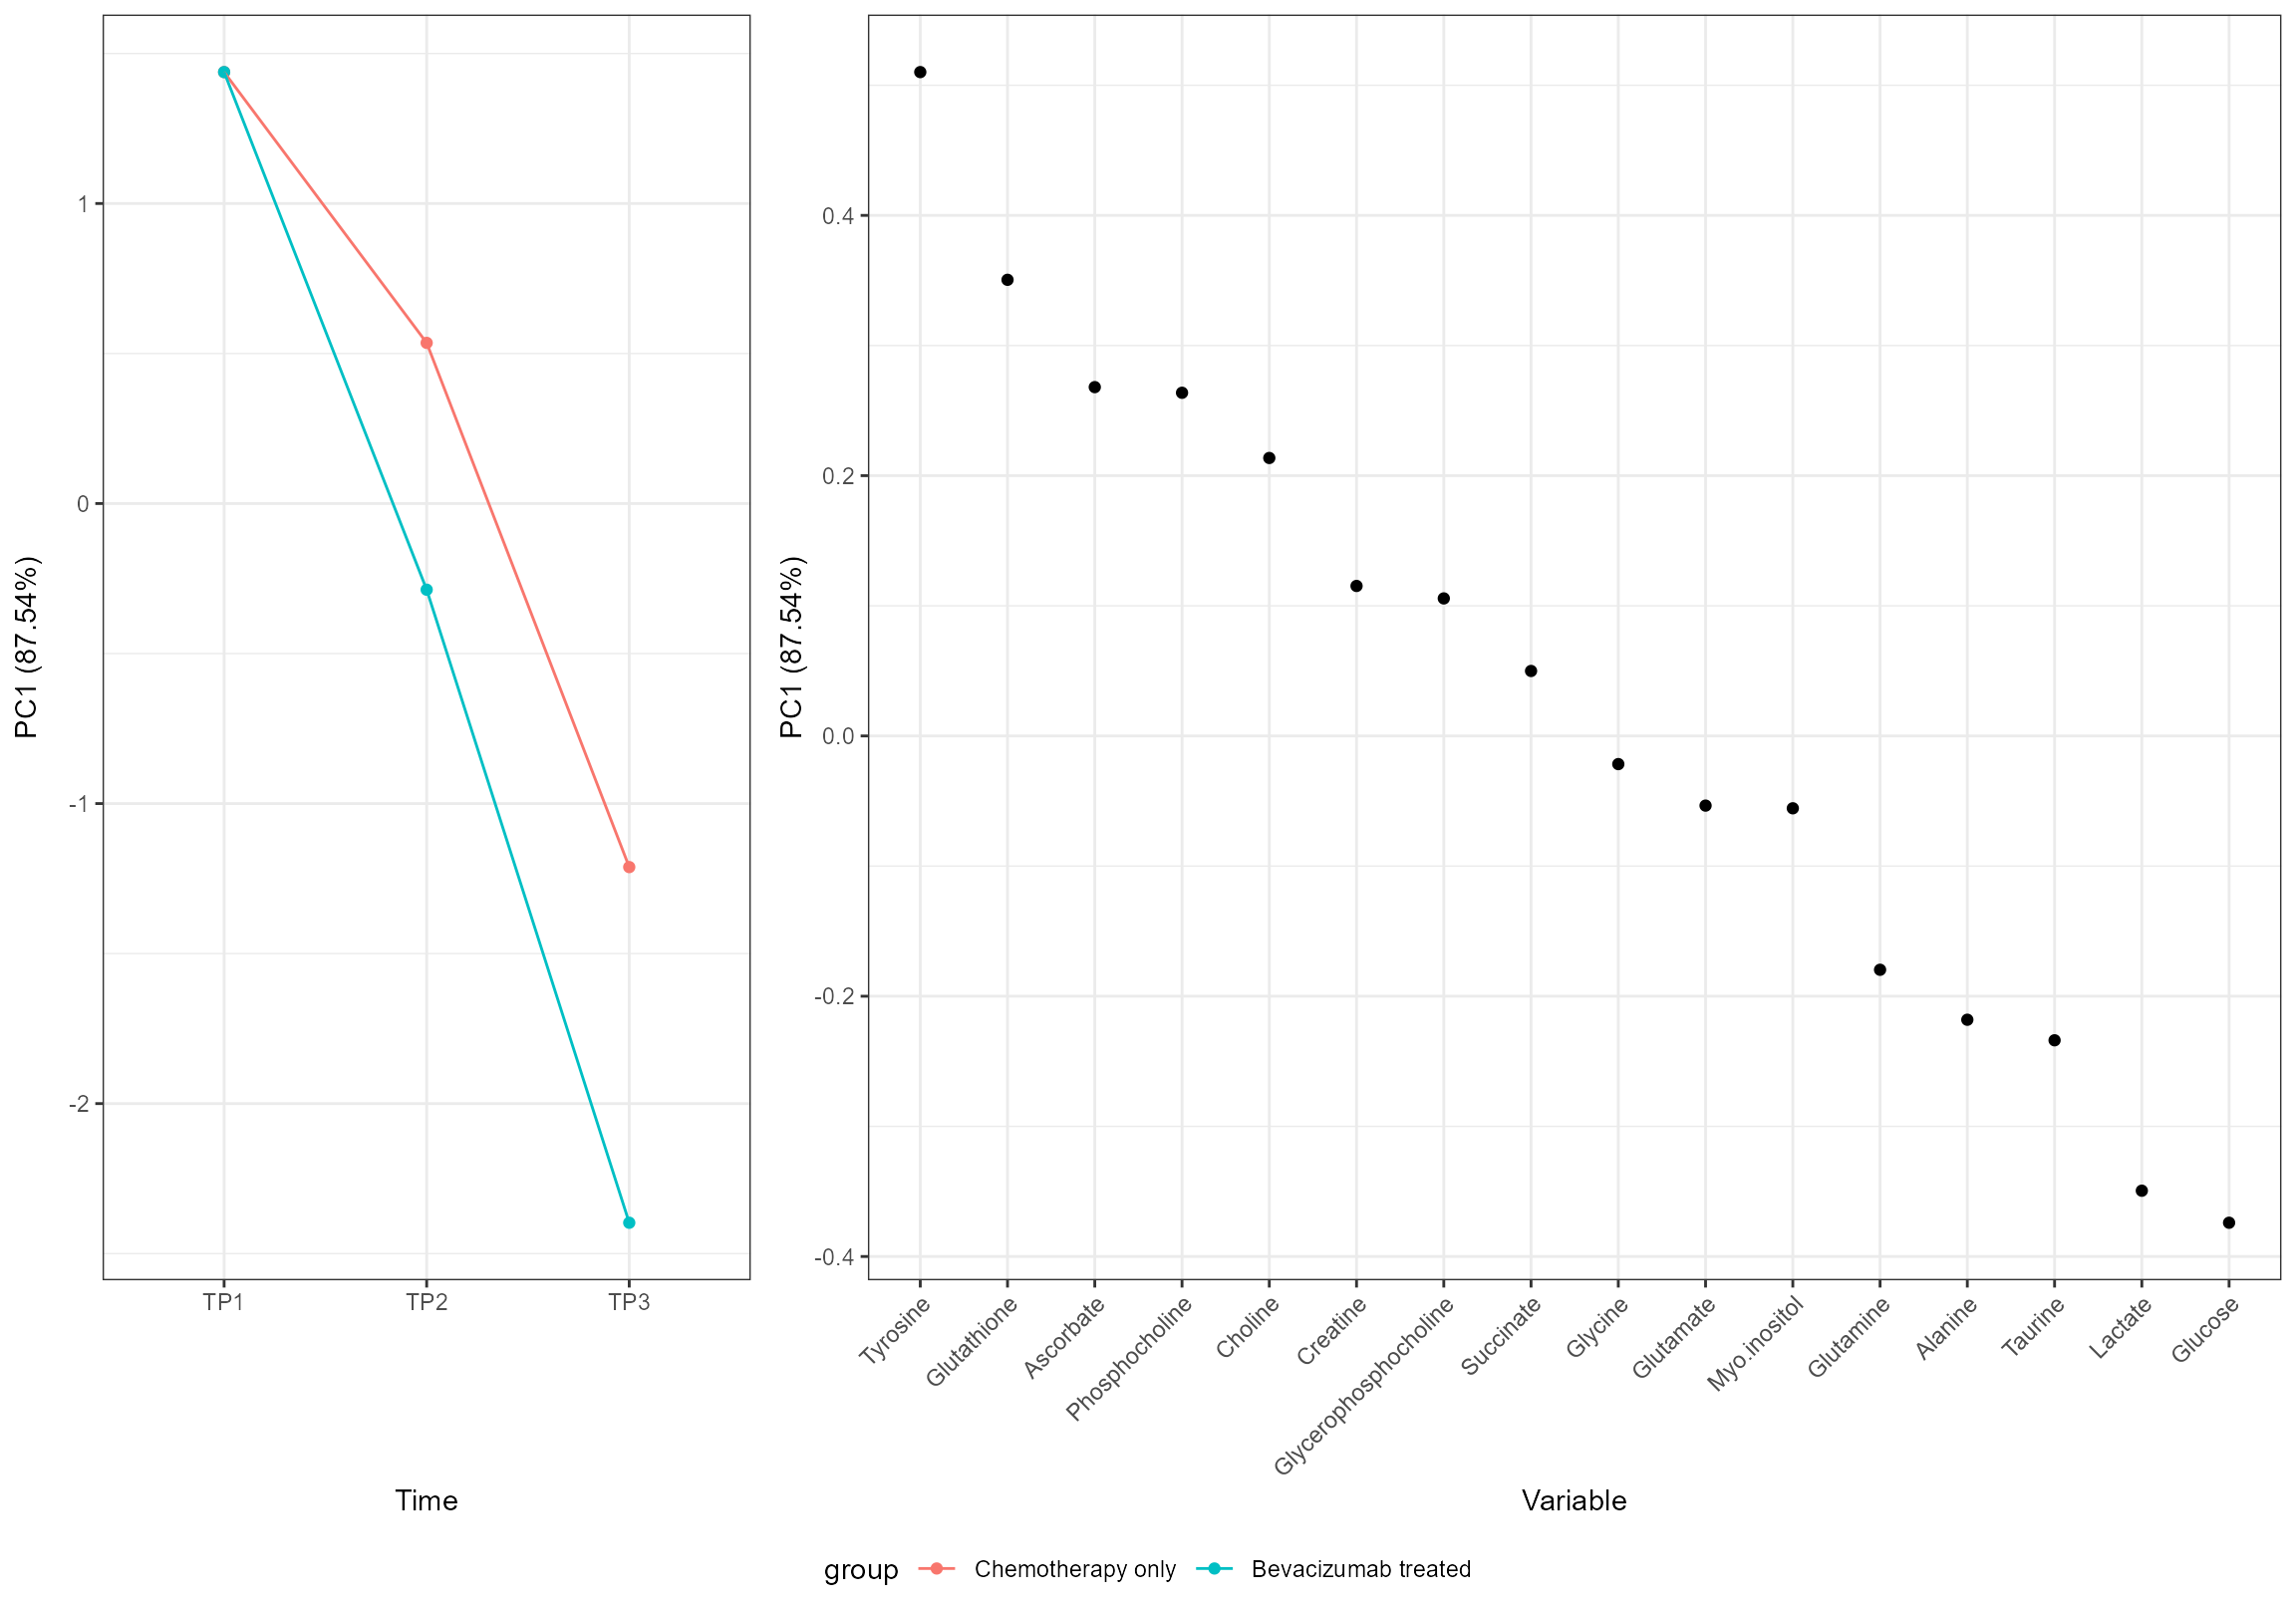 PC1 (87.54%)
1
0
-1
-2
TP1
TP2
TP3
Time
PC1 (87.54%)
0.4
0.2
0.0
-0.2
-0.4
Tyrosine
Glutathione
Ascorbate
Phosphocholine
Choline
Creatine
Glycerophosphocholine
Succinate
Glycine
Glutamate
Myo.inositol
Glutamine
Alanine
Taurine
Lactate
Glucose
Variable
group Chemotherapy only Bevacizumab treated